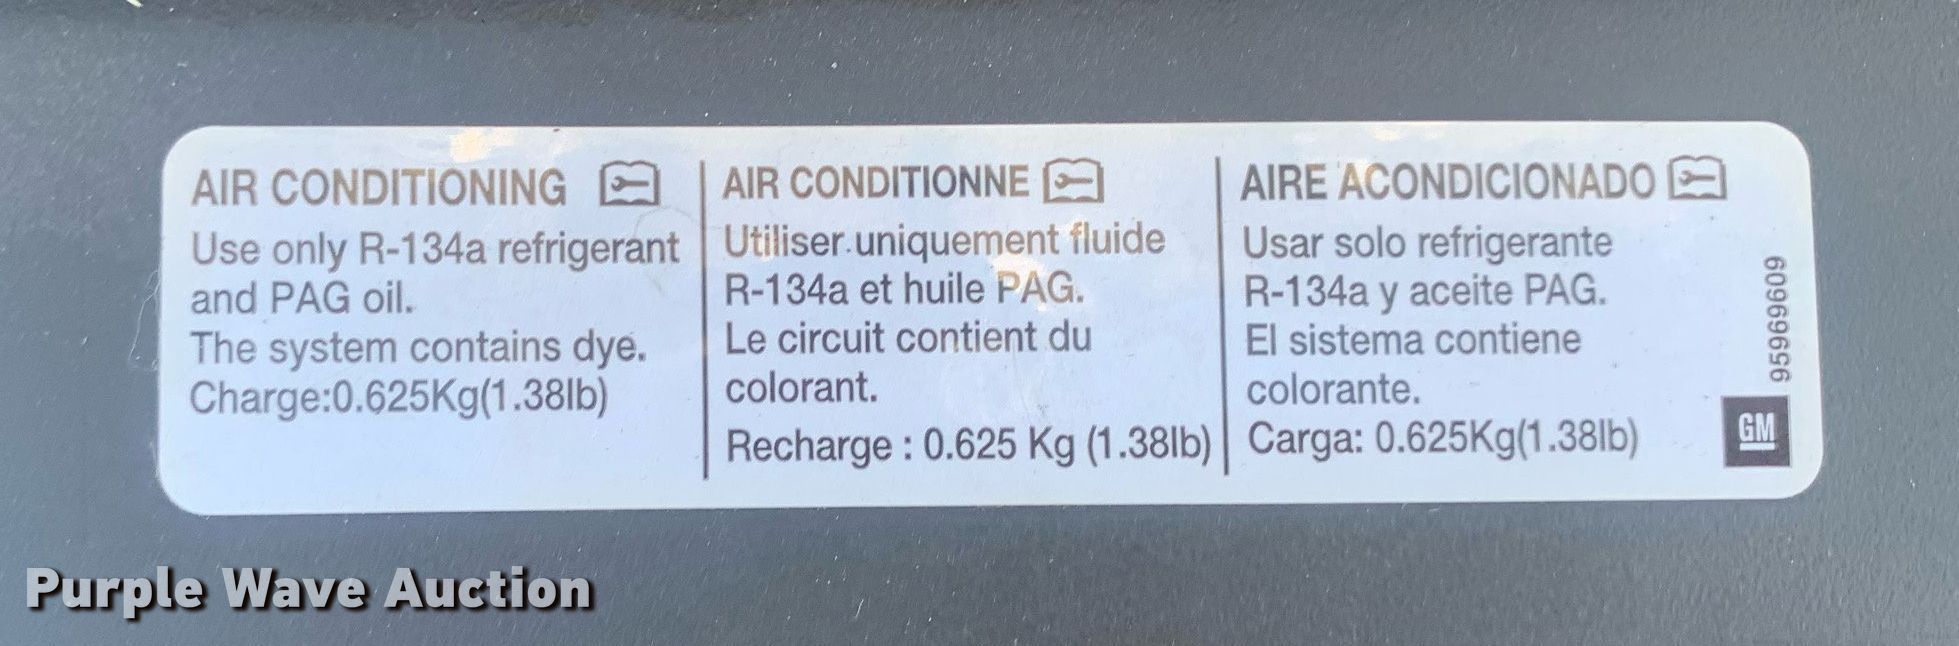 AIR CONDITIONING
Use only R-134a refrigerant
and PAG oil.
The system contains dye.
Charge:0.625Kg(1.38lb)
AIR CONDITIONNE
Utiliser uniquement fluide
R-134a et huile PAG.
Le circuit contient du
colorant.
Recharge : 0.625 Kg (1.38lb)
AIRE ACONDICIONADO
Usar solo refrigerante
R-134a y aceite PAG.
El sistema contiene
colorante.
Carga: 0.625Kg(1.38lb)
95969609
GM
Purple Wave Auction